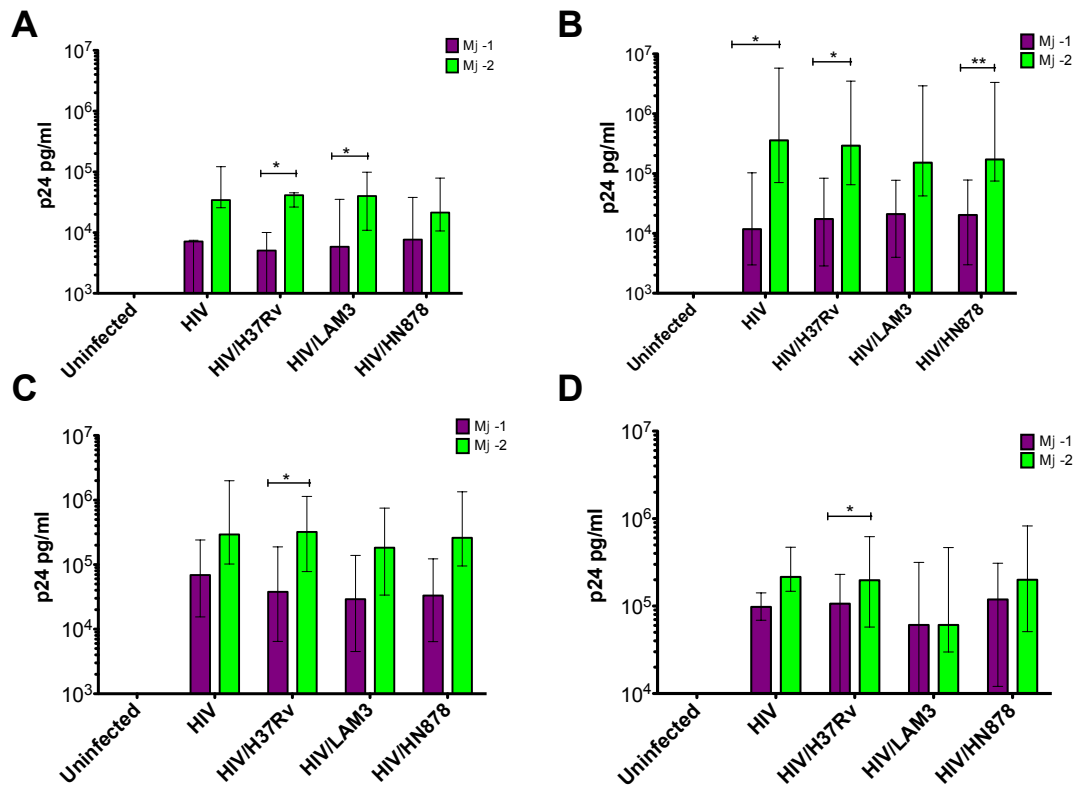 A
Mj -1
Mj -2
p24 pg/ml
10⁷
10⁶
10⁵
10⁴
10³
*
*
Uninfected
HIV
HIV/H37Rv
HIV/LAM3
HIV/HN878
B
Mj -1
Mj -2
p24 pg/ml
10⁷
10⁶
10⁵
10⁴
10³
*
*
**
Uninfected
HIV
HIV/H37Rv
HIV/LAM3
HIV/HN878
C
Mj -1
Mj -2
p24 pg/ml
10⁷
10⁶
10⁵
10⁴
10³
*
Uninfected
HIV
HIV/H37Rv
HIV/LAM3
HIV/HN878
D
Mj -1
Mj -2
p24 pg/ml
10⁷
10⁶
10⁵
10⁴
*
Uninfected
HIV
HIV/H37Rv
HIV/LAM3
HIV/HN878